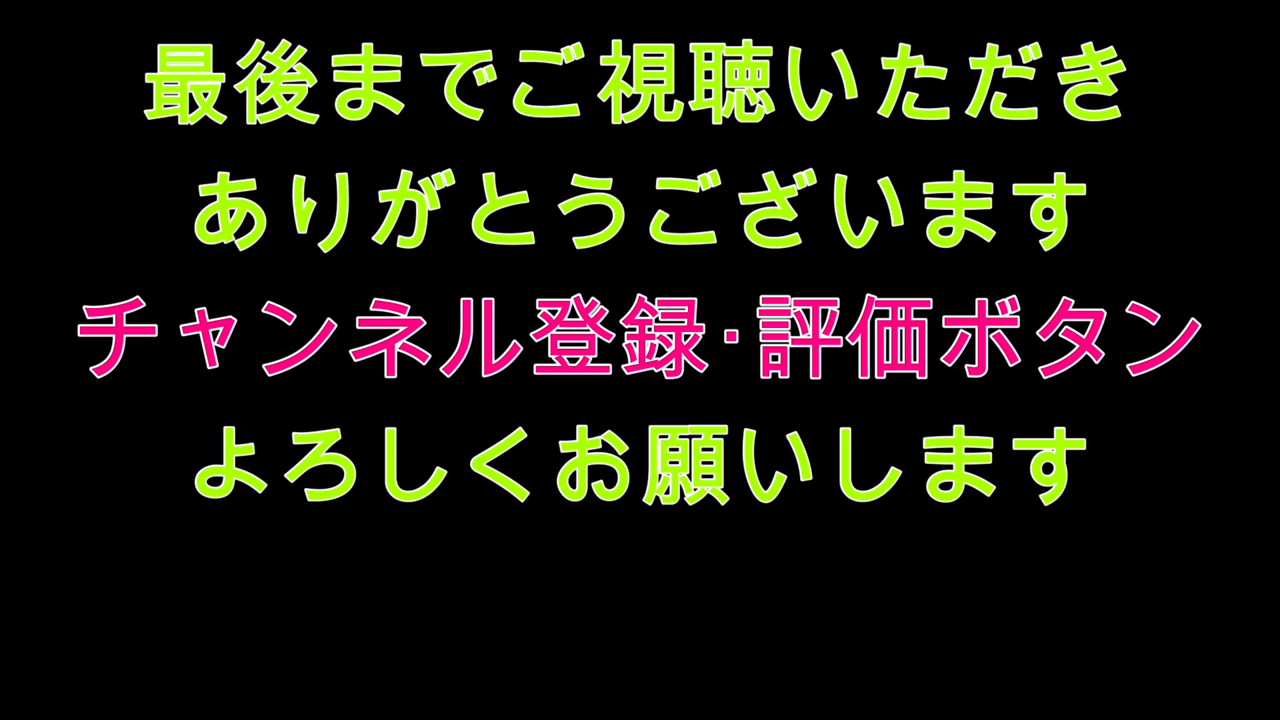 最後までご視聴いただき
ありがとうございます
チャンネル登録･評価ボタン
よろしくお願いします